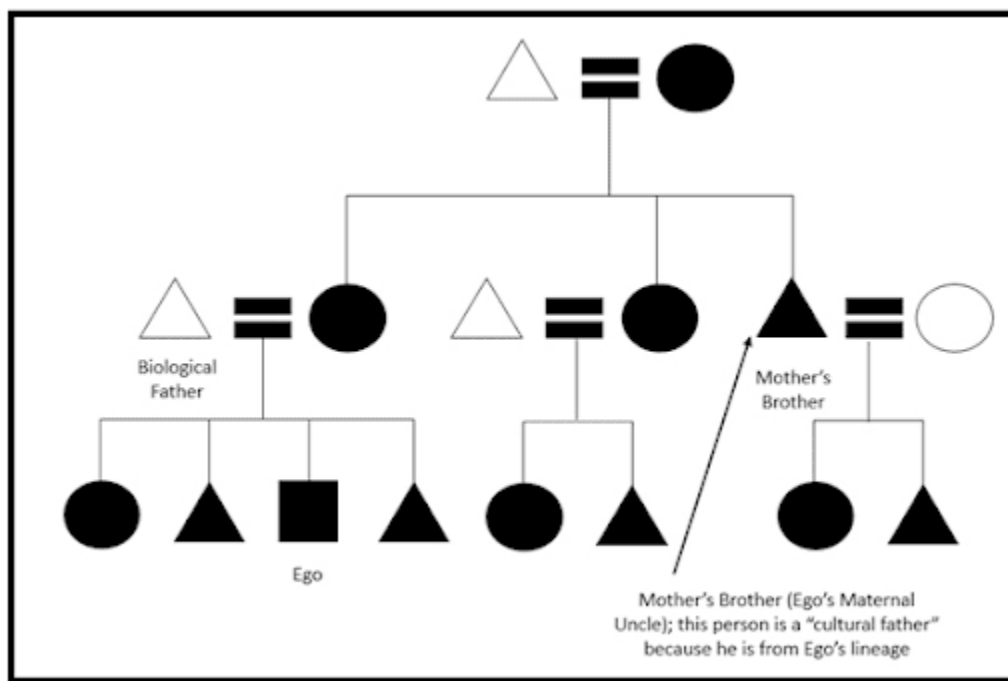 Biological
Father
Mother's
Brother
Ego
Mother's Brother (Ego's Maternal
Uncle); this person is a “cultural father”
because he is from Ego's lineage